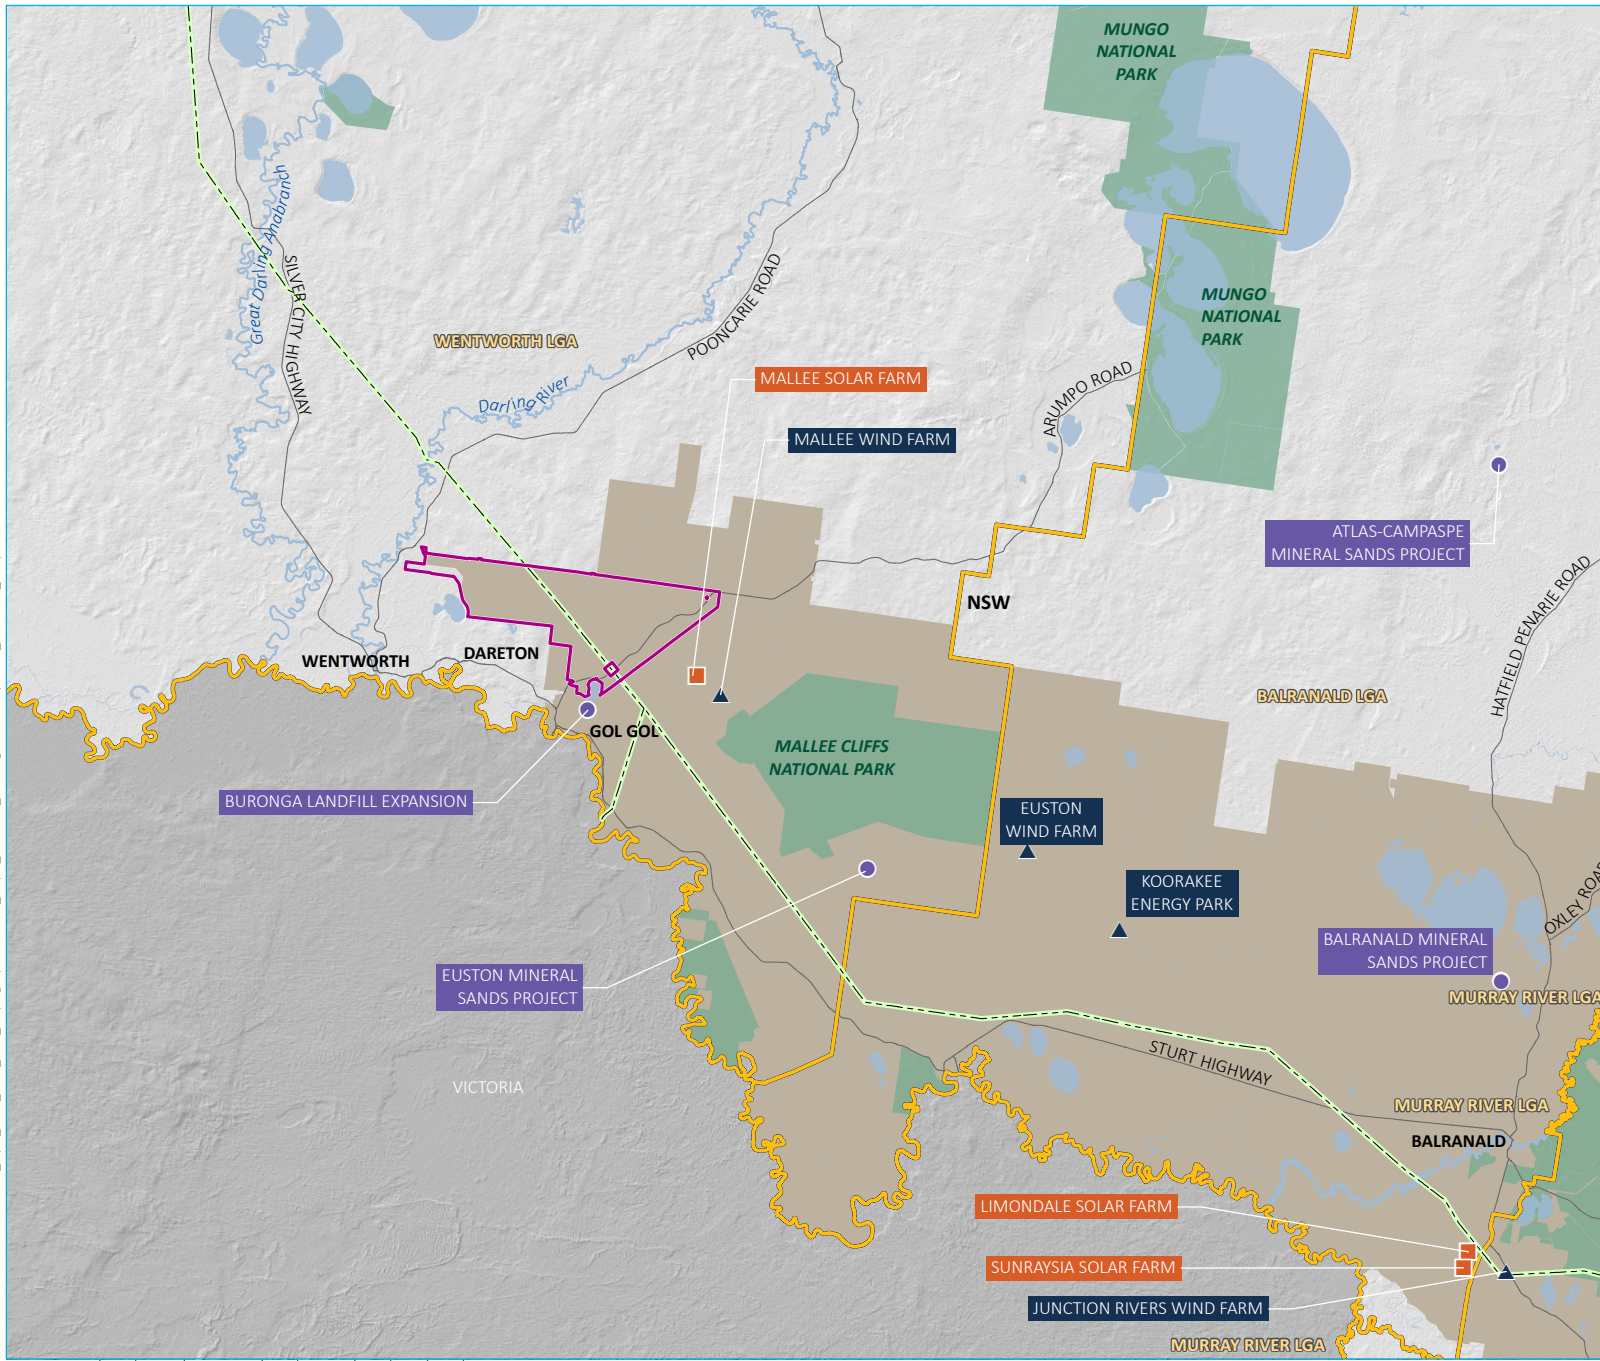 MUNGO
NATIONAL
PARK
Great Darling Anabranch
SILVER CITY HIGHWAY
WENTWORTH LGA
POONCARIE ROAD
Darling River
MUNGO
NATIONAL
PARK
ARUMPO ROAD
MALLEE SOLAR FARM
MALLEE WIND FARM
ATLAS-CAMPASPE
MINERAL SANDS PROJECT
HATFIELD PENARIE ROAD
NSW
WENTWORTH
DARETON
BALRANALD LGA
GOL GOL
MALLEE CLIFFS
NATIONAL PARK
BURONGA LANDFILL EXPANSION
EUSTON
WIND FARM
KOORAKEE
ENERGY PARK
OXLEY ROAD
BALRANALD MINERAL
SANDS PROJECT
EUSTON MINERAL
SANDS PROJECT
MURRAY RIVER LGA
STURT HIGHWAY
VICTORIA
MURRAY RIVER LGA
BALRANALD
LIMONDALE SOLAR FARM
SUNRAYSIA SOLAR FARM
JUNCTION RIVERS WIND FARM
MURRAY RIVER LGA